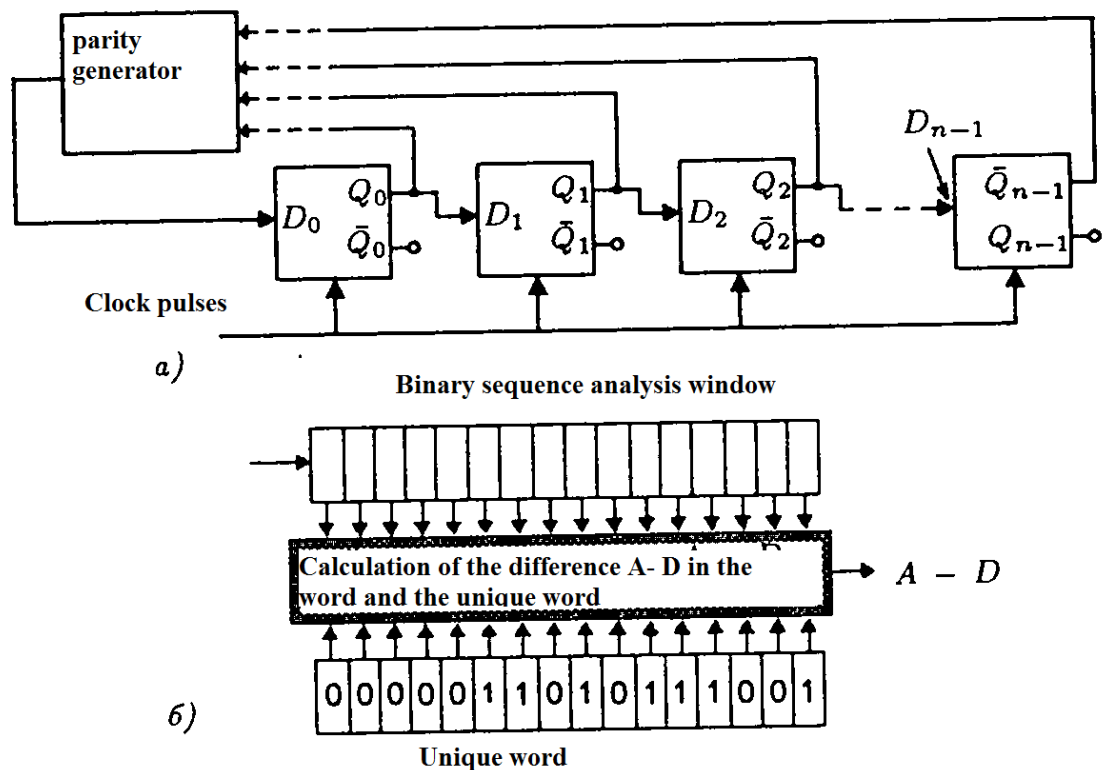 parity
generator
D₀ Q₀ Q̄₀
D₁ Q₁ Q̄₁
D₂ Q₂ Q̄₂
Dₙ₋₁
Q̄ₙ₋₁
Qₙ₋₁
Clock pulses
а)
Binary sequence analysis window
Calculation of the difference A- D in the
word and the unique word
A – D
0 0 0 0 0 1 1 0 1 0 1 1 1 0 0 1
б)
Unique word